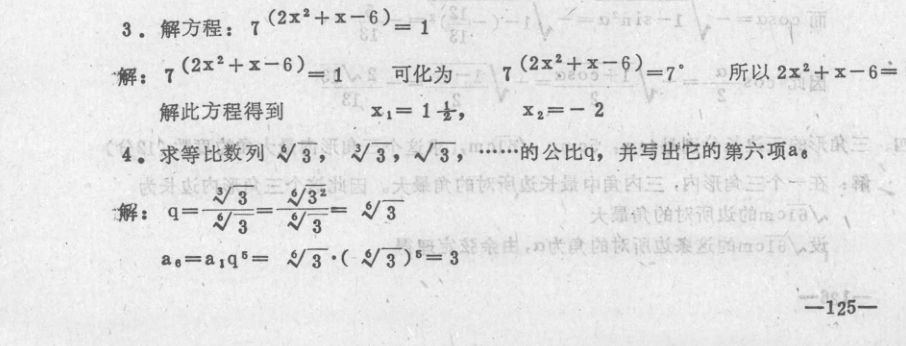 3。解方程：7^(2x²＋x－6)＝1
解：7^(2x²＋x－6)＝1　可化为　7^(2x²＋x－6)＝7°　所以 2x²＋x－6＝
解此方程得到　x₁＝1½，　x₂＝－2
4。求等比数列 ⁶√3， ³√3， √3， ……的公比q，并写出它的第六项a₆
解：q＝³√3/⁶√3＝⁶√3²/⁶√3＝ ⁶√3
a₆＝a₁q⁵＝ ⁶√3·(⁶√3)⁵＝3
—125—